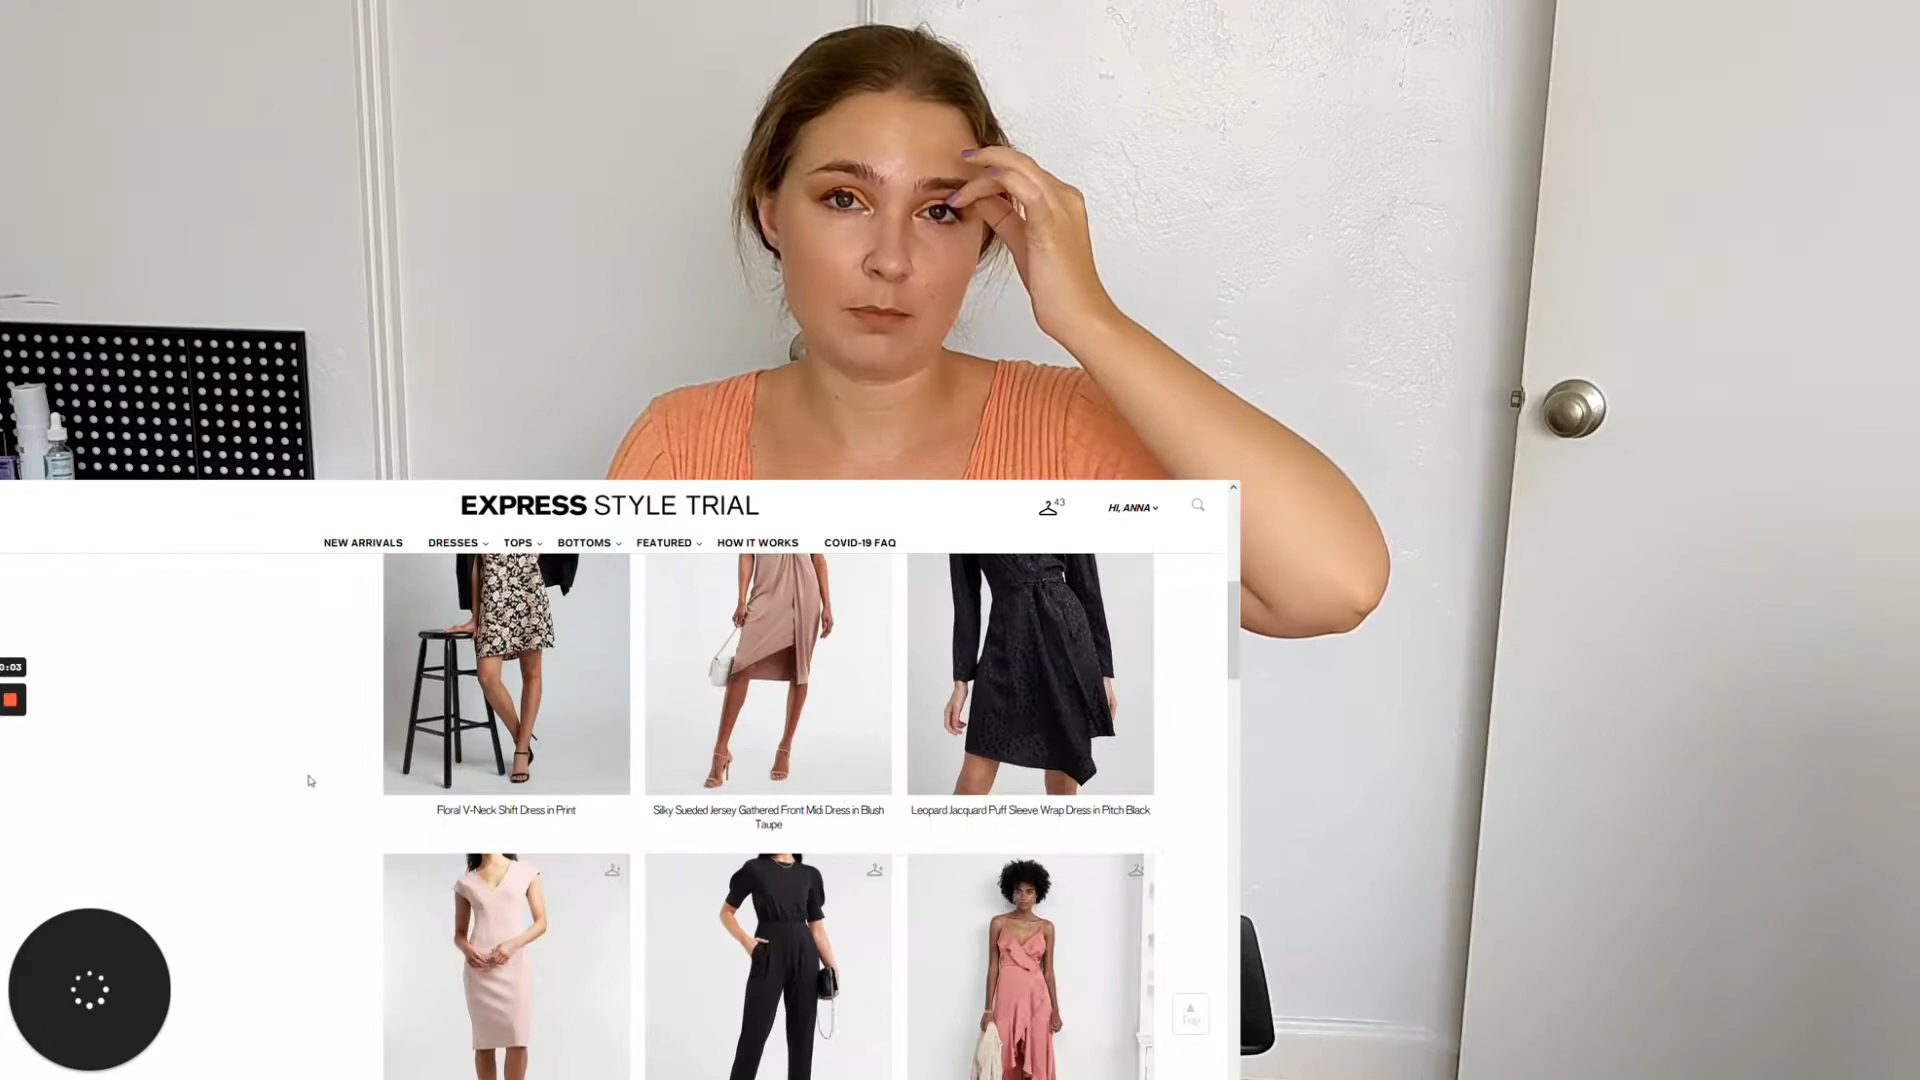 EXPRESS STYLE TRIAL
43
HI, ANNA
NEW ARRIVALS DRESSES TOPS BOTTOMS FEATURED HOW IT WORKS COVID-19 FAQ
0:03
Floral V-Neck Shift Dress in Print
Silky Sueded Jersey Gathered Front Midi Dress in Blush
Taupe
Leopard Jacquard Puff Sleeve Wrap Dress in Pitch Black
Top